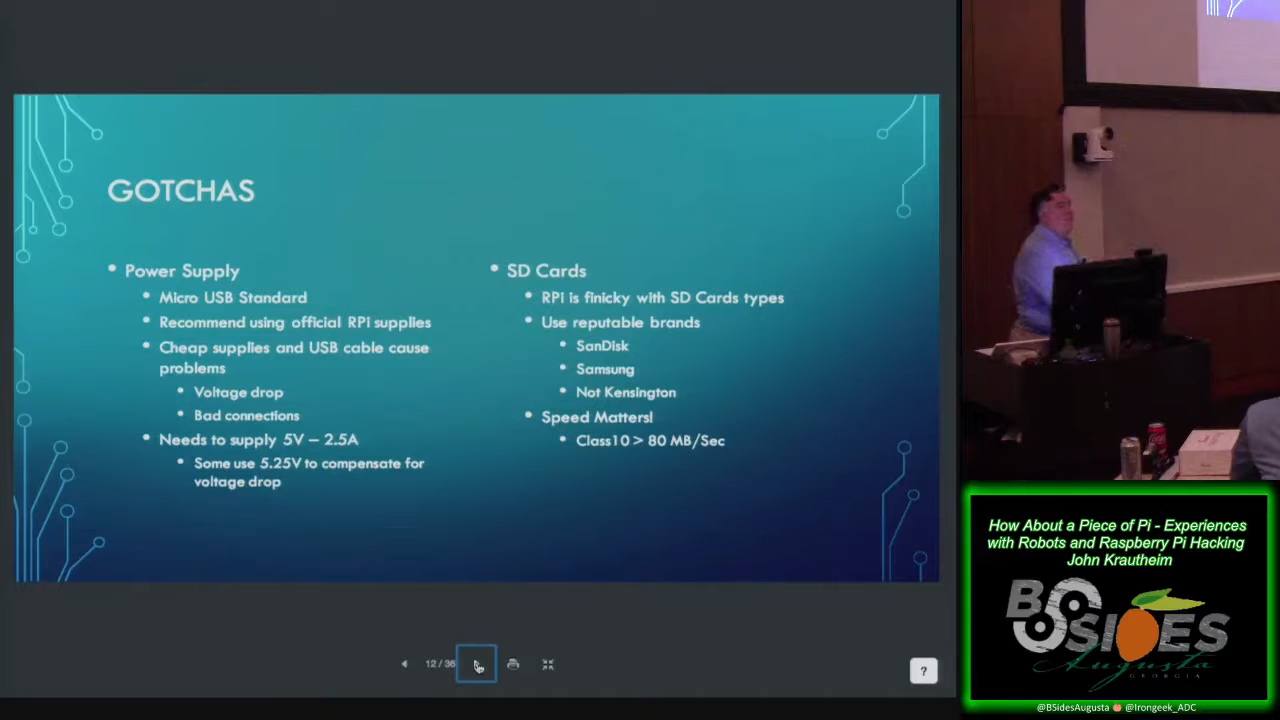 GOTCHAS
• Power Supply
• Micro USB Standard
• Recommend using official RPi supplies
• Cheap supplies and USB cable cause
problems
• Voltage drop
• Bad connections
• Needs to supply 5V – 2.5A
• Some use 5.25V to compensate for
voltage drop
• SD Cards
• RPi is finicky with SD Cards types
• Use reputable brands
• SanDisk
• Samsung
• Not Kensington
• Speed Matters!
• Class10 > 80 MB/Sec
12 / 36
?
How About a Piece of Pi - Experiences
with Robots and Raspberry Pi Hacking
John Krautheim
BSIDES
Augusta
GEORGIA
@BSidesAugusta @Irongeek_ADC